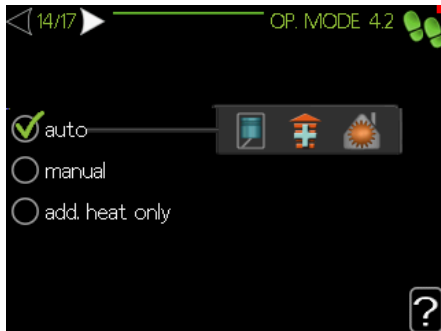 14/17 OP. MODE 4.2
auto
manual
add. heat only
?